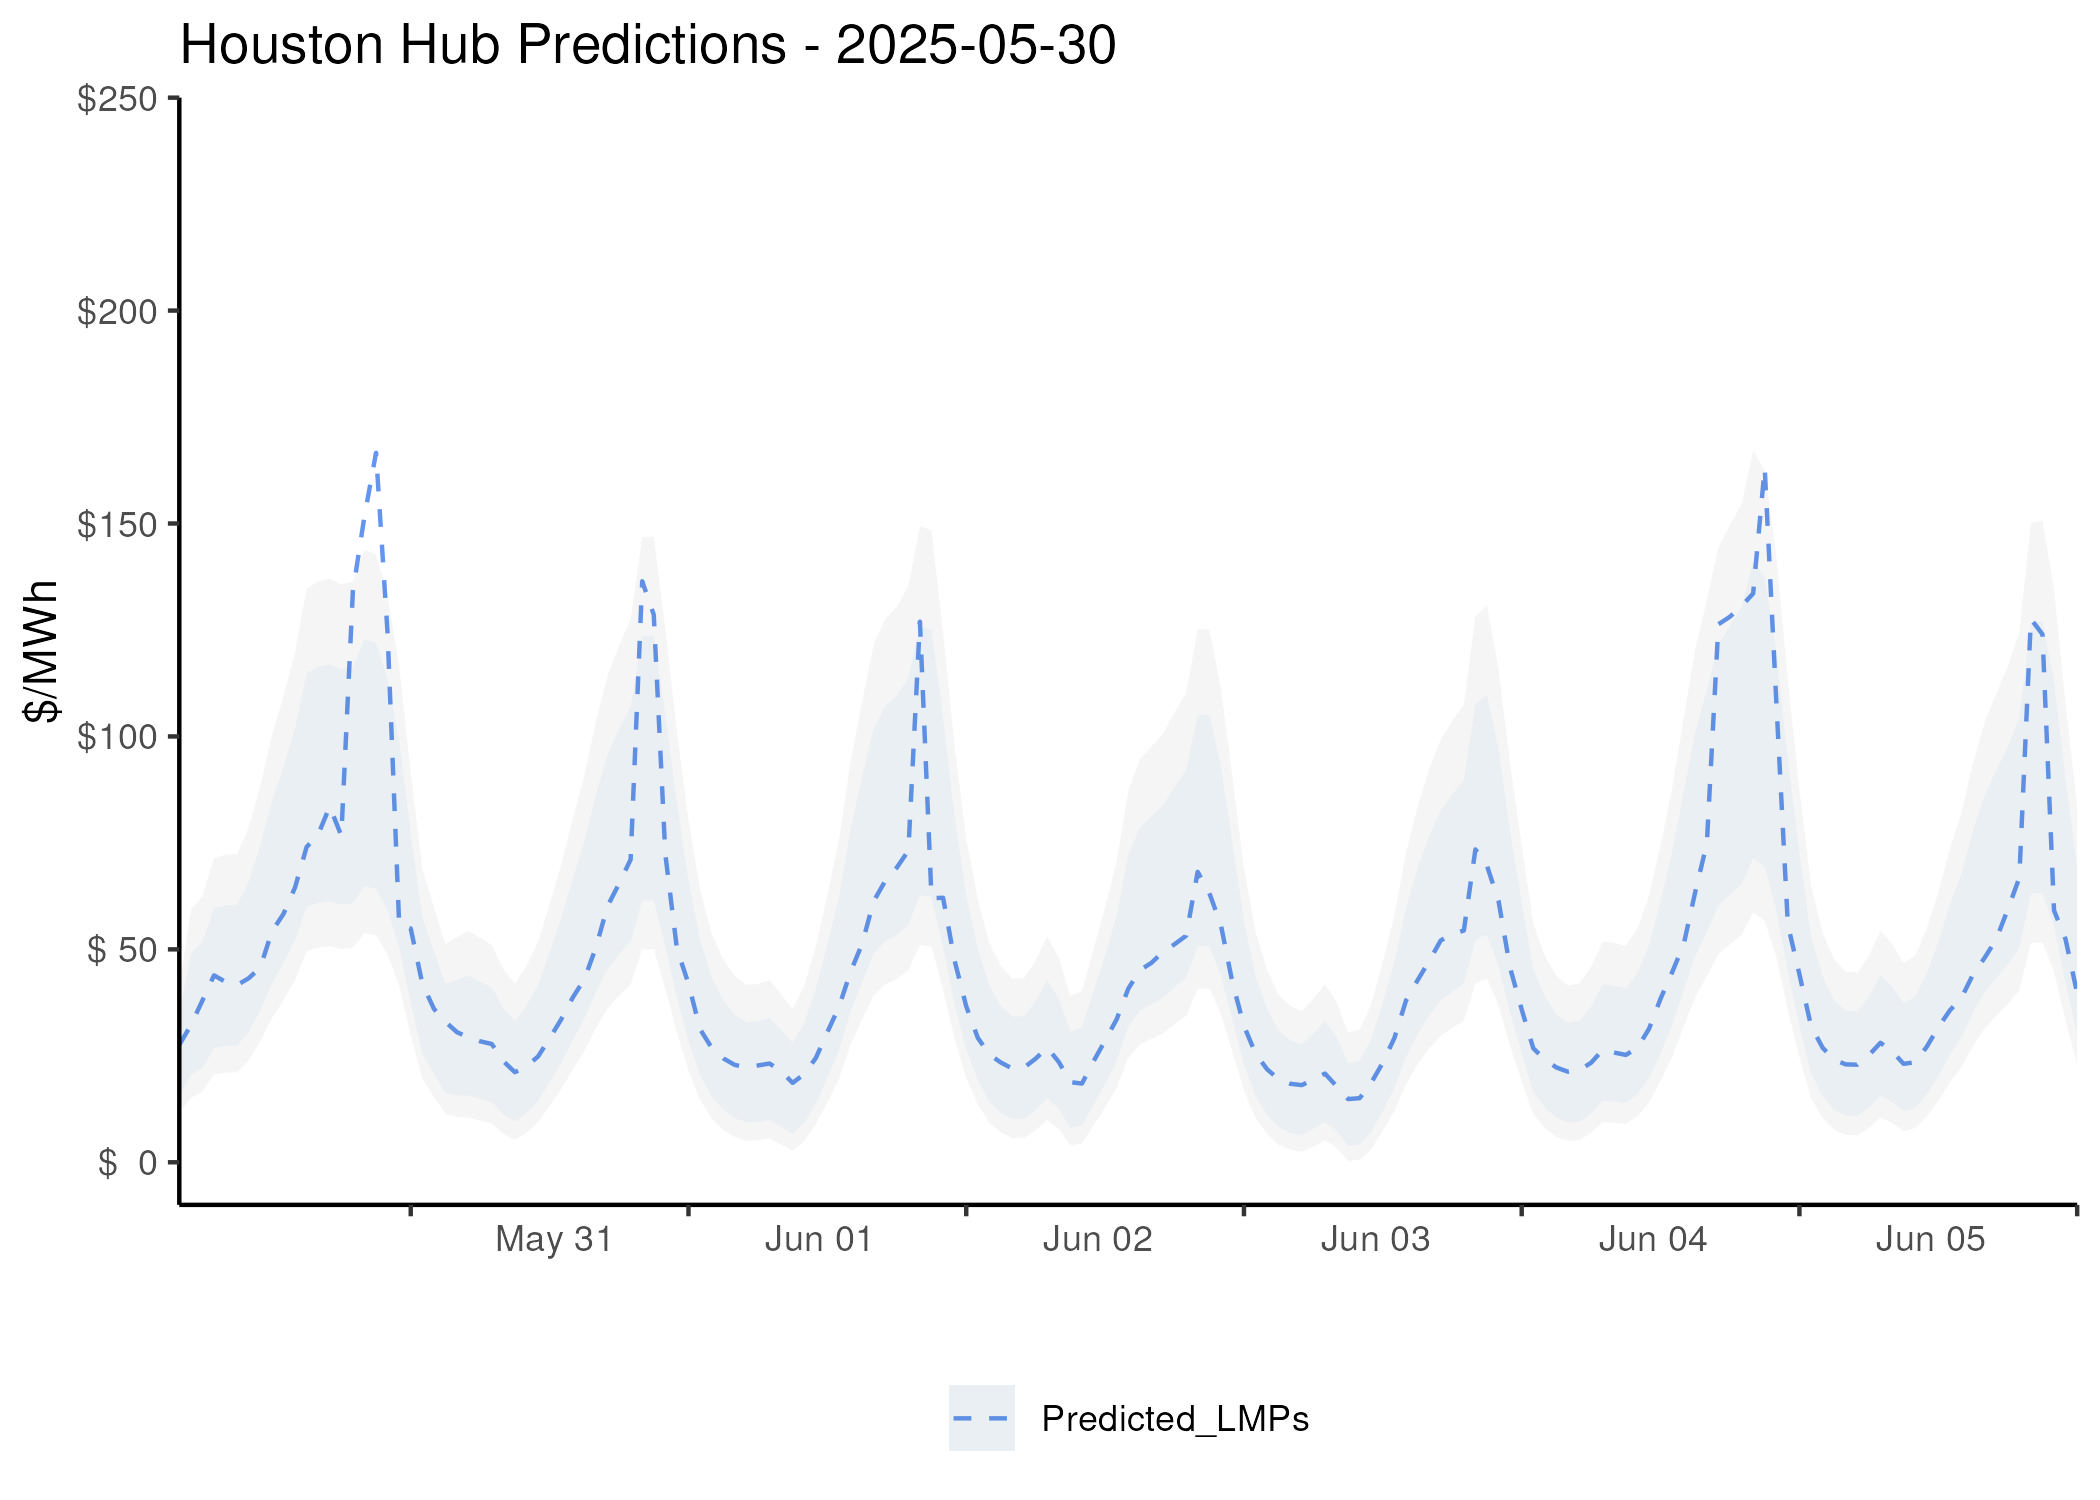 Houston Hub Predictions - 2025-05-30
$250
$200
$150
$100
$ 50
$ 0
$/MWh
May 31 Jun 01 Jun 02 Jun 03 Jun 04 Jun 05
Predicted_LMPs